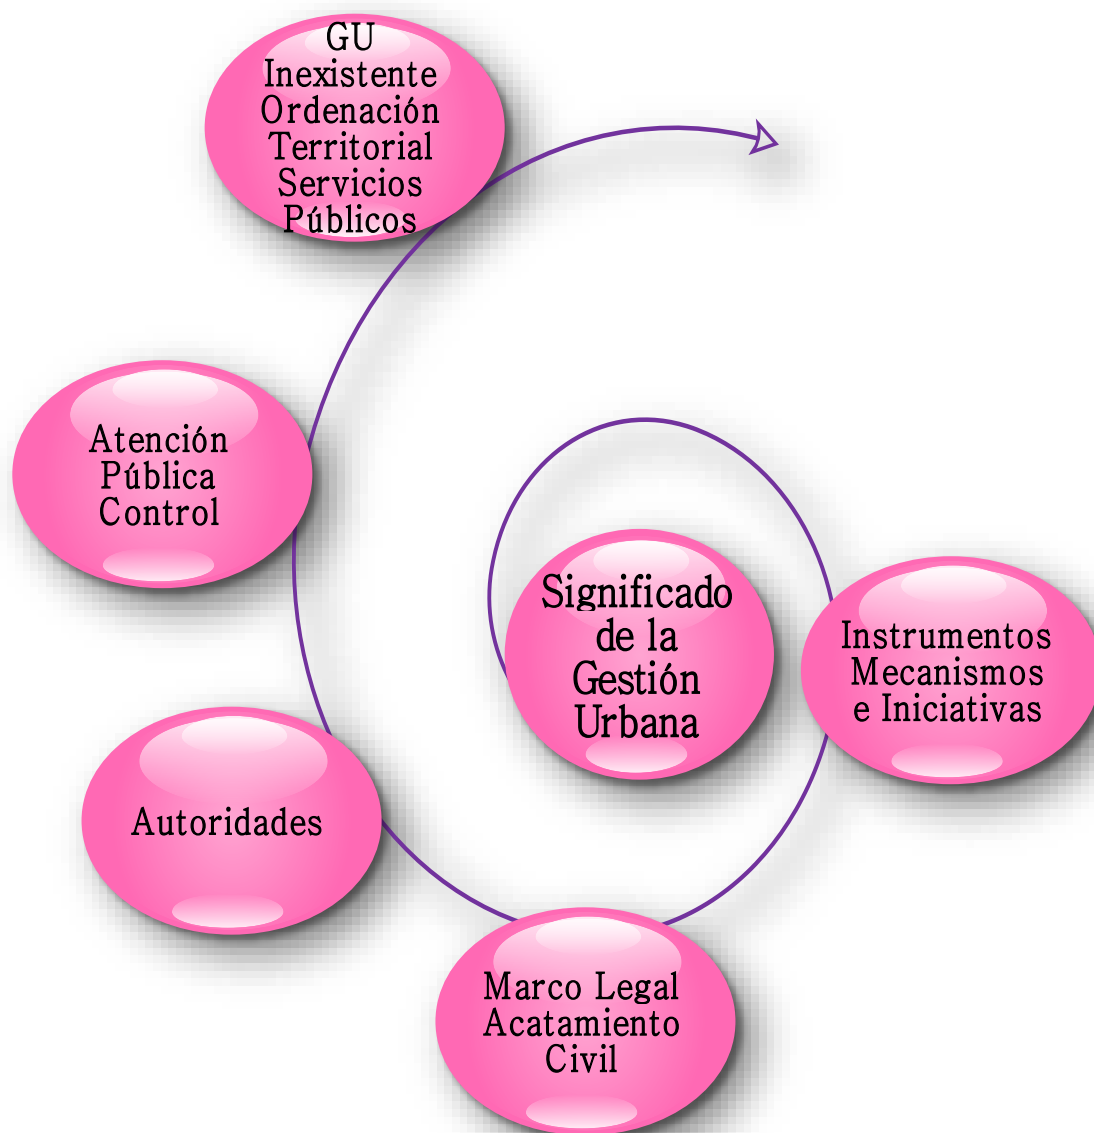 GU
Inexistente
Ordenación
Territorial
Servicios
Públicos
Atención
Pública
Control
Significado
de la
Gestión
Urbana
Instrumentos
Mecanismos
e Iniciativas
Autoridades
Marco Legal
Acatamiento
Civil